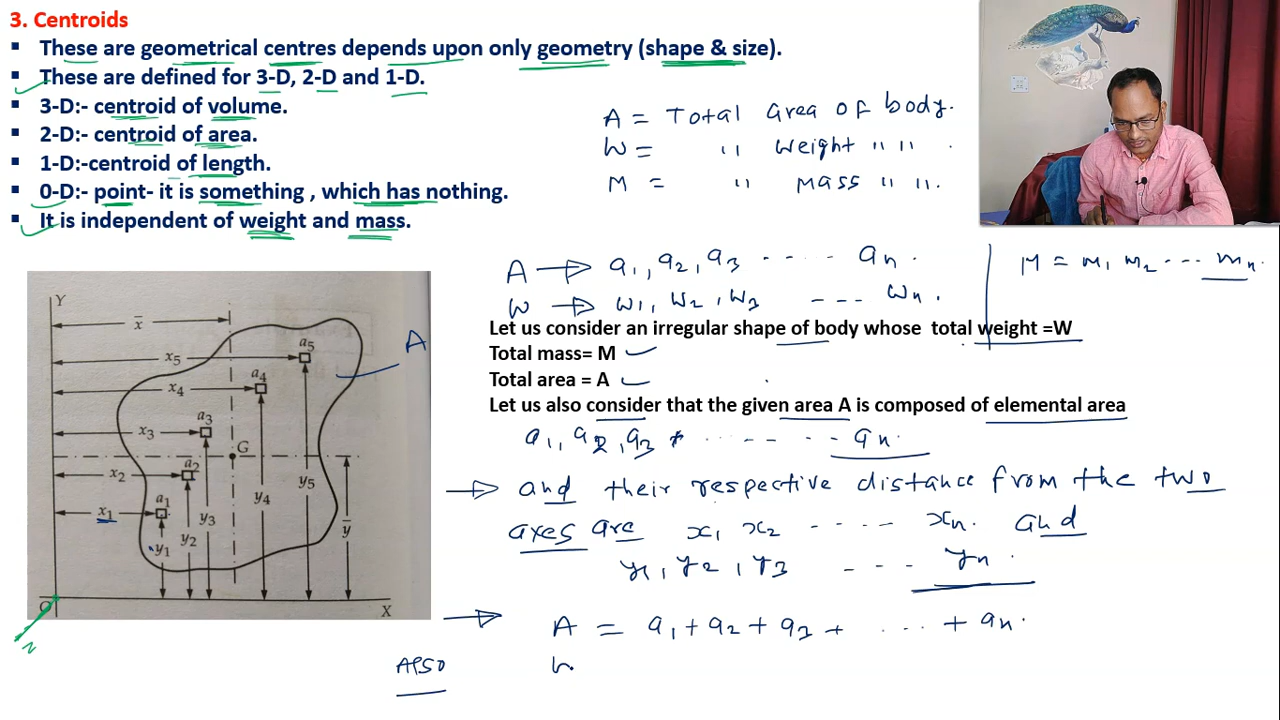 3. Centroids
▪ These are geometrical centres depends upon only geometry (shape & size).
▪ These are defined for 3-D, 2-D and 1-D.
▪ 3-D:- centroid of volume.
▪ 2-D:- centroid of area.
▪ 1-D:-centroid of length.
▪ 0-D:- point- it is something , which has nothing.
▪ It is independent of weight and mass.
A = Total area of body.
W = " weight " " .
M = " mass " ".
A → a1, a2, a3 ..... an.
W → w1, w2, w3 --- wn.
M = m1 m2 --- mn.
Let us consider an irregular shape of body whose total weight =W
Total mass= M
Total area = A
Let us also consider that the given area A is composed of elemental area
a1, a2, a3 ...... an.
→ and their respective distance from the two
axes are x1 x2 ...... xn. and
y1, y2, y3 --- yn.
→ A = a1 + a2 + a3 + .... + an.
Also
Y
x̄
A
x5
a5
x4
a4
x3
a3
G
x2
a2
y5
y4
x1
a1
y3
ȳ
y2
y1
O
X